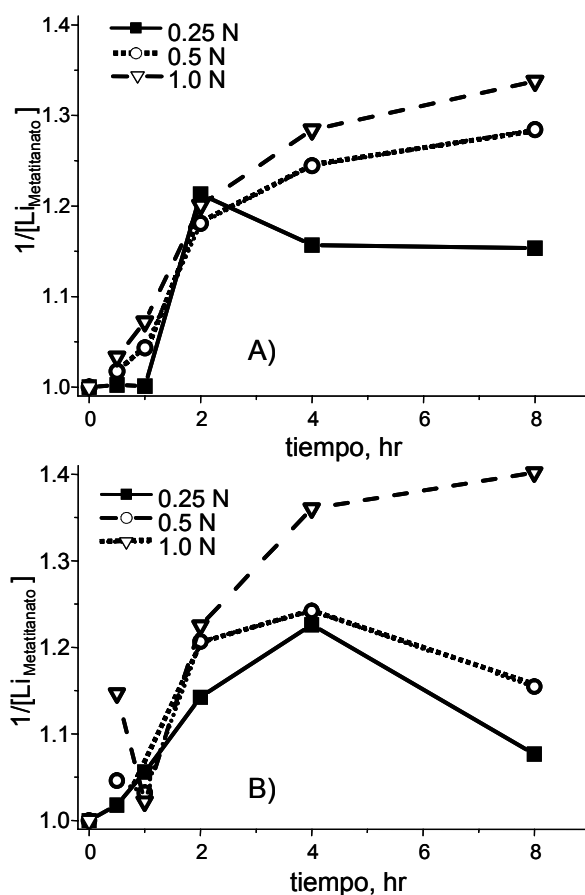 1.4
0.25 N
0.5 N
1.0 N
1.3
1.2
1.1
1.0
1/[Li Metatitanato]
A)
0 2 4 6 8
tiempo, hr
1.4
0.25 N
0.5 N
1.0 N
1.3
1.2
1.1
1.0
1/[Li Metatitanato]
B)
0 2 4 6 8
tiempo, hr